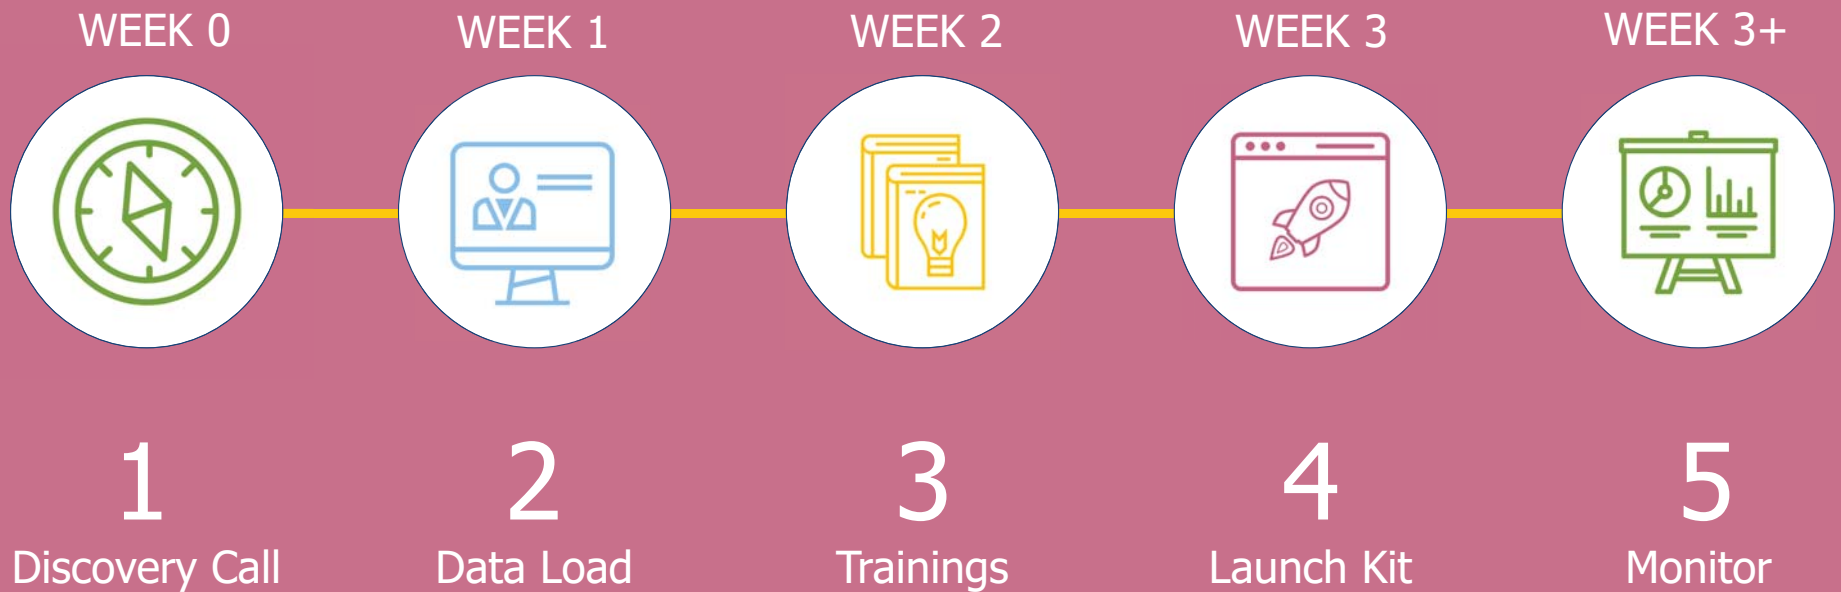 WEEK 0
WEEK 1
WEEK 2
WEEK 3
WEEK 3+
1
2
3
4
5
Discovery Call
Data Load
Trainings
Launch Kit
Monitor